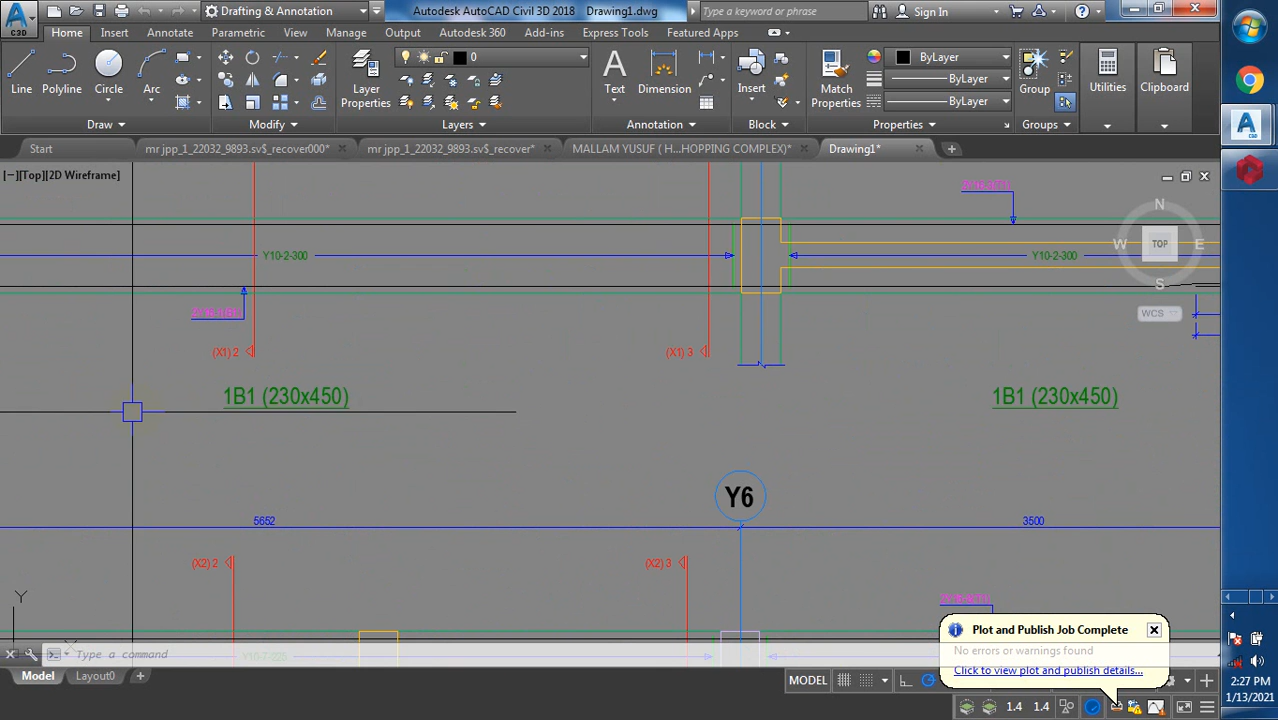 Drafting & Annotation
Autodesk AutoCAD Civil 3D 2018 Drawing1.dwg
Type a keyword or phrase
Sign In
C3D
Home Insert Annotate Parametric View Manage Output Autodesk 360 Add-ins Express Tools Featured Apps
Line Polyline Circle Arc
Layer Properties
0
Text Dimension
Insert
Match Properties
ByLayer
ByLayer
ByLayer
Group
Utilities
Clipboard
Draw Modify Layers Annotation Block Properties Groups
Start mr jpp_1_22032_9893.sv$_recover000* mr jpp_1_22032_9893.sv$_recover* MALLAM YUSUF ( H...HOPPING COMPLEX)* Drawing1*
[−][Top][2D Wireframe]
N
W TOP E
S
WCS
Y10-2-300
Y10-2-300
(X1) 2
(X1) 3
1B1 (230x450)
1B1 (230x450)
Y6
5652
3500
(X2) 2
(X2) 3
Y
Type a command
Plot and Publish Job Complete
No errors or warnings found
Click to view plot and publish details...
Model Layout0
MODEL
1.4 1.4
2:27 PM
1/13/2021